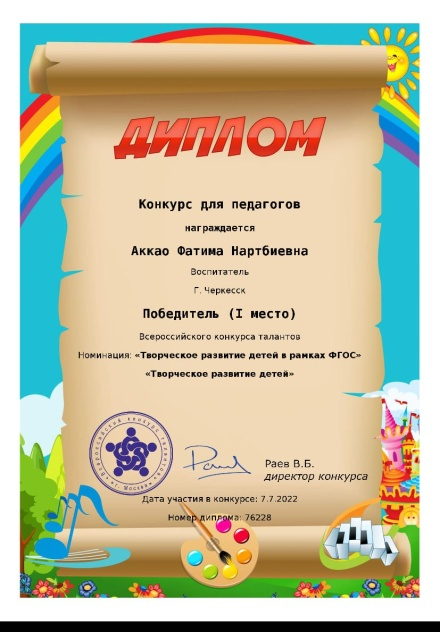 ДИПЛОМ
Конкурс для педагогов
награждается
Аккао Фатима Нартбиевна
Воспитатель
Г. Черкесск
Победитель (I место)
Всероссийского конкурса талантов
Номинация: «Творческое развитие детей в рамках ФГОС»
«Творческое развитие детей»
Раев В.Б.
директор конкурса
Дата участия в конкурсе: 7.7.2022
Номер диплома: 76228